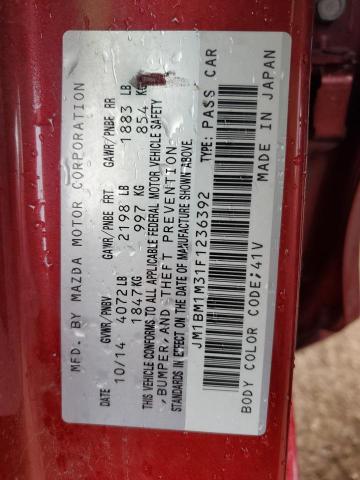 MFD. BY MAZDA MOTOR CORPORATION
GVWR/PNBV GAWR/PNBE FRT GAWR/PNBE RR
DATE 4072LB 2198 LB 1883 LB
10/14 1847KG 997 KG 854 KG
THIS VEHICLE CONFORMS TO ALL APPLICABLE FEDERAL MOTOR VEHICLE SAFETY
, BUMPER, AND THEFT PREVENTION
STANDARDS IN EFFECT ON THE DATE OF MANUFACTURE SHOWN ABOVE.
JM1BM1M31F1236392 TYPE: PASS CAR
BODY COLOR CODE:41V MADE IN JAPAN